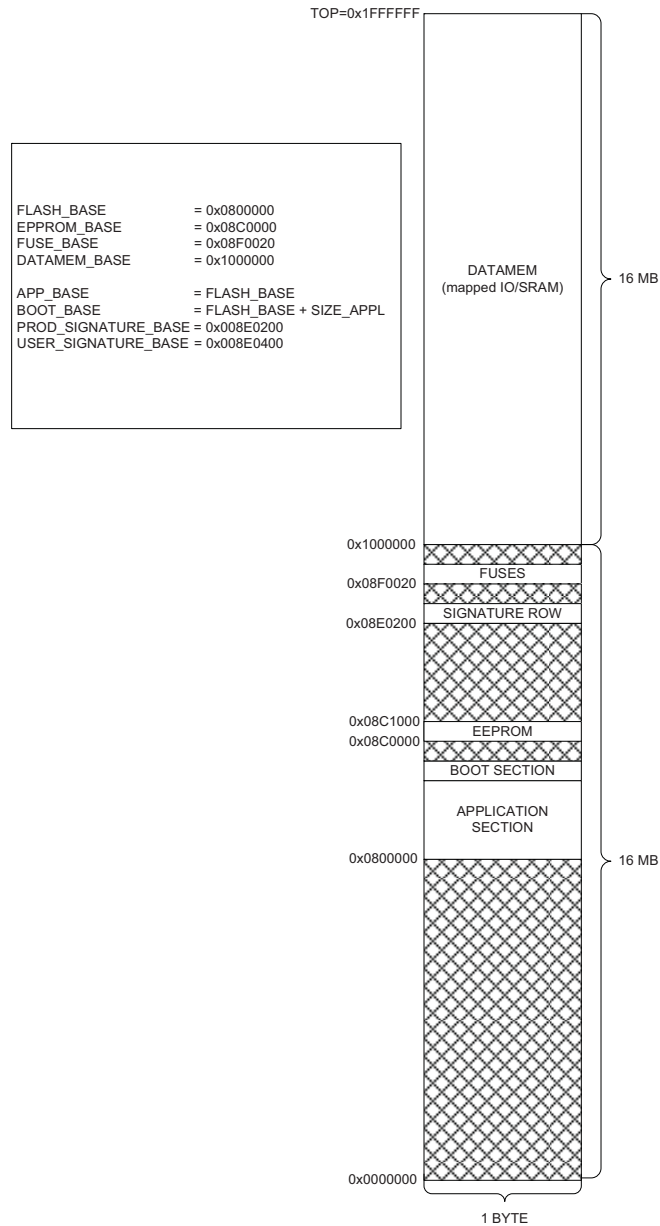 TOP=0x1FFFFFF
FLASH_BASE = 0x0800000
EPPROM_BASE = 0x08C0000
FUSE_BASE = 0x08F0020
DATAMEM_BASE = 0x1000000
APP_BASE = FLASH_BASE
BOOT_BASE = FLASH_BASE + SIZE_APPL
PROD_SIGNATURE_BASE = 0x008E0200
USER_SIGNATURE_BASE = 0x008E0400
DATAMEM
(mapped IO/SRAM)
16 MB
0x1000000
FUSES
0x08F0020
SIGNATURE ROW
0x08E0200
0x08C1000
EEPROM
0x08C0000
BOOT SECTION
APPLICATION
SECTION
0x0800000
16 MB
0x0000000
1 BYTE